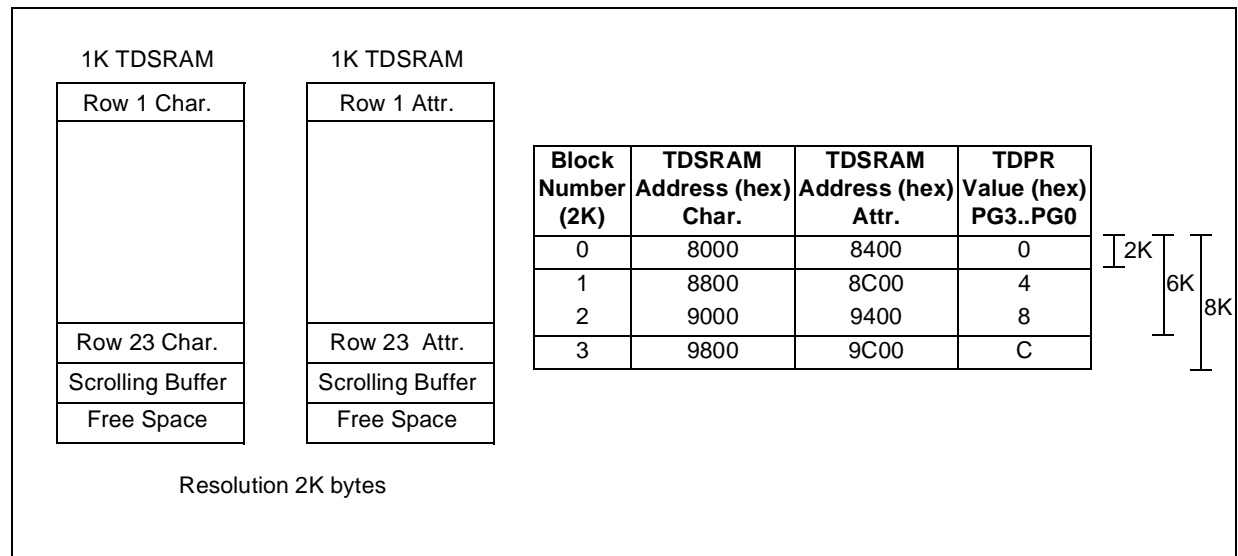 1K TDSRAM
1K TDSRAM
Row 1 Char.
Row 1 Attr.
Row 23 Char.
Row 23 Attr.
Scrolling Buffer
Scrolling Buffer
Free Space
Free Space
Resolution 2K bytes
Block Number (2K) TDSRAM Address (hex) Char. TDSRAM Address (hex) Attr. TDPR Value (hex) PG3..PG0
0 8000 8400 0
1 8800 8C00 4
2 9000 9400 8
3 9800 9C00 C
2K
6K
8K